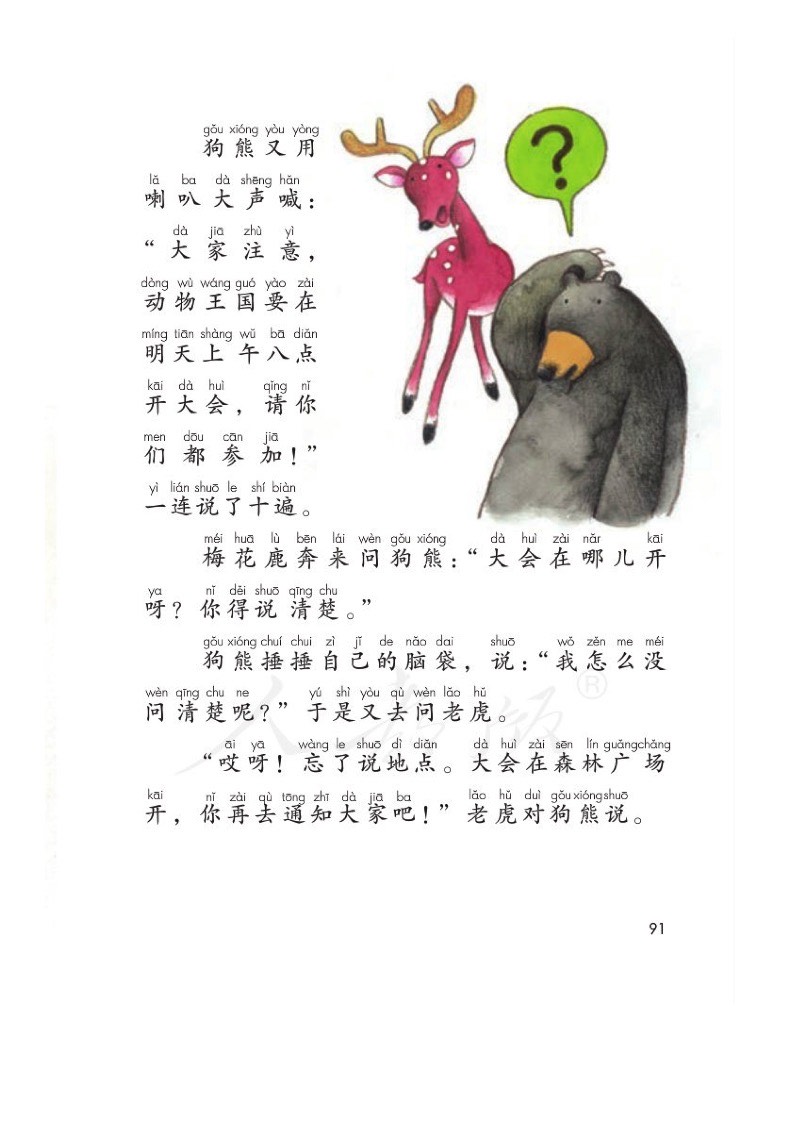 gǒu xióng yòu yòng
狗熊又用
lǎ ba dà shēng hǎn
喇叭大声喊：
dà jiā zhù yì
“大家注意，
dòng wù wáng guó yào zài
动物王国要在
míng tiān shàng wǔ bā diǎn
明天上午八点
kāi dà huì qǐng nǐ
开大会，请你
men dōu cān jiā
们都参加！”
yì lián shuō le shí biàn
一连说了十遍。
méi huā lù bēn lái wèn gǒu xióng dà huì zài nǎr kāi
梅花鹿奔来问狗熊：“大会在哪儿开
ya nǐ děi shuō qīng chu
呀？你得说清楚。”
gǒu xióng chuí chui zì jǐ de nǎo dai shuō wǒ zěn me méi
狗熊捶捶自己的脑袋，说：“我怎么没
wèn qīng chu ne yú shì yòu qù wèn lǎo hǔ
问清楚呢？”于是又去问老虎。
āi yā wàng le shuō dì diǎn dà huì zài sēn lín guǎng chǎng
“哎呀！忘了说地点。大会在森林广场
kāi nǐ zài qù tōng zhī dà jiā ba lǎo hǔ duì gǒu xióng shuō
开，你再去通知大家吧！”老虎对狗熊说。
?
人教版®
91